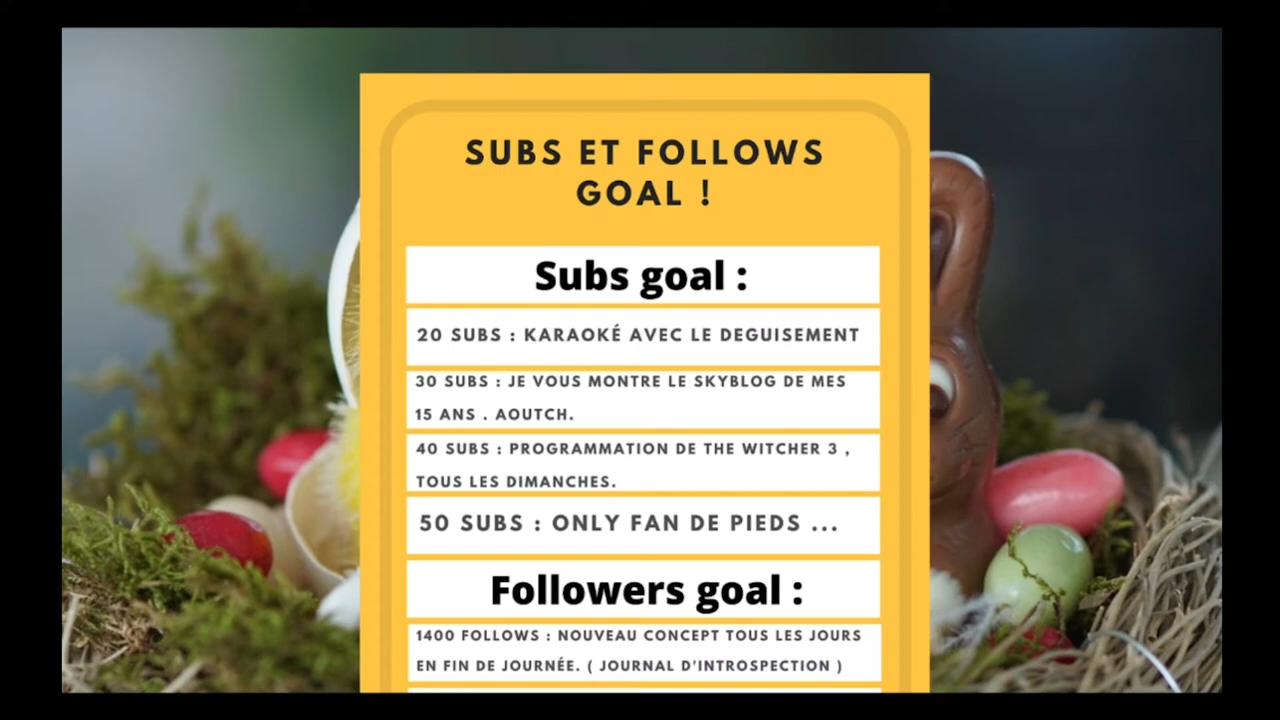 SUBS ET FOLLOWS
GOAL !
Subs goal :
20 SUBS : KARAOKÉ AVEC LE DEGUISEMENT
30 SUBS : JE VOUS MONTRE LE SKYBLOG DE MES
15 ANS . AOUTCH.
40 SUBS : PROGRAMMATION DE THE WITCHER 3 ,
TOUS LES DIMANCHES.
50 SUBS : ONLY FAN DE PIEDS ...
Followers goal :
1400 FOLLOWS : NOUVEAU CONCEPT TOUS LES JOURS
EN FIN DE JOURNÉE. ( JOURNAL D'INTROSPECTION )